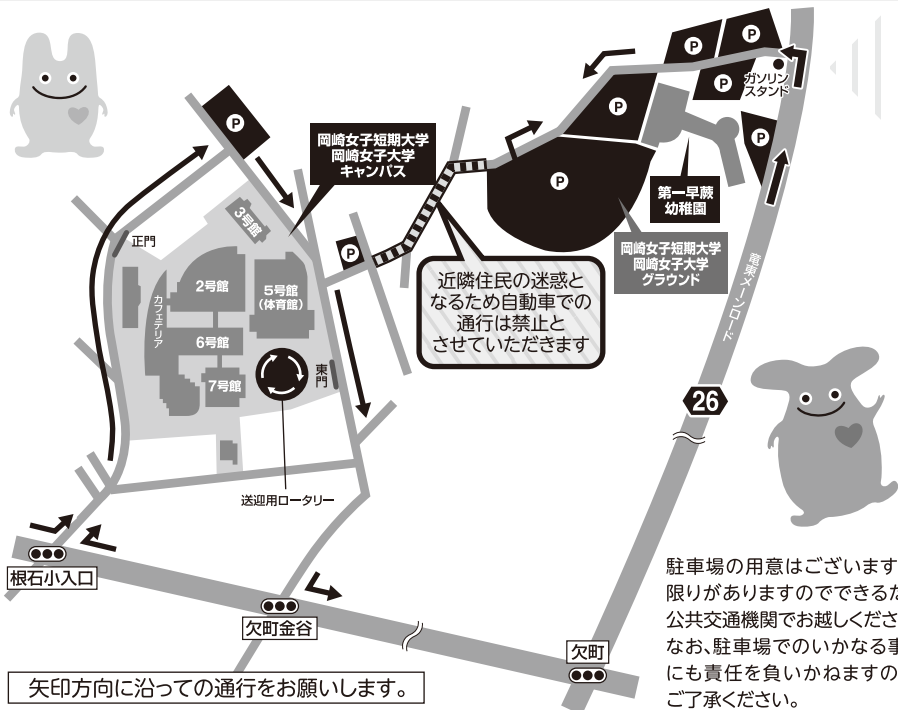 P
P
P
P
P
P
P
P
ガソリン
スタンド
岡崎女子短期大学
岡崎女子大学
キャンパス
第一早蕨
幼稚園
3号館
正門
岡崎女子短期大学
岡崎女子大学
グラウンド
2号館
5号館
(体育館)
カフェテリア
6号館
7号館
東門
近隣住民の迷惑と
なるため自動車での
通行は禁止と
させていただきます
竜東メーンロード
26
送迎用ロータリー
根石小入口
欠町金谷
欠町
駐車場の用意はございます
限りがありますのでできるだ
公共交通機関でお越しくださ
なお、駐車場でのいかなる事
にも責任を負いかねますの
ご了承ください。
矢印方向に沿っての通行をお願いします。